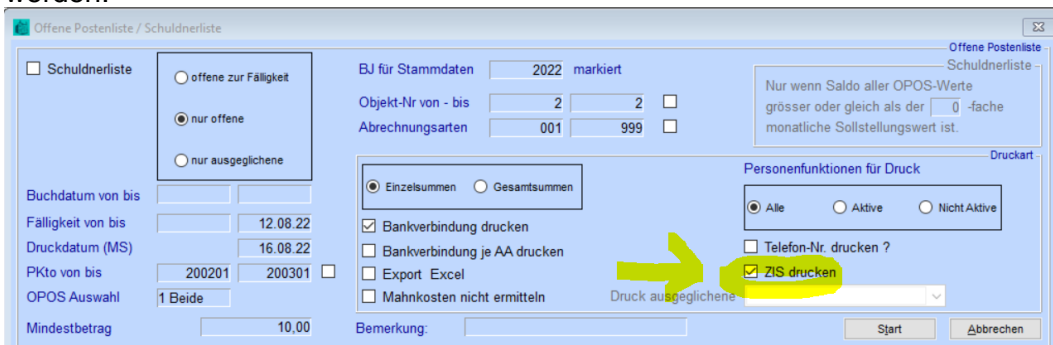 Offene Postenliste / Schuldnerliste
Offene Postenliste
Schuldnerliste
offene zur Fälligkeit
nur offene
nur ausgeglichene
BJ für Stammdaten 2022 markiert
Objekt-Nr von - bis 2 2
Abrechnungsarten 001 999
Schuldnerliste
Nur wenn Saldo aller OPOS-Werte
grösser oder gleich als der 0 -fache
monatliche Sollstellungswert ist.
Buchdatum von bis
Fälligkeit von bis 12.08.22
Druckdatum (MS) 16.08.22
PKto von bis 200201 200301
OPOS Auswahl 1 Beide
Mindestbetrag 10,00
Druckart
Einzelsummen Gesamtsummen
Bankverbindung drucken
Bankverbindung je AA drucken
Export Excel
Mahnkosten nicht ermitteln
Personenfunktionen für Druck
Alle Aktive Nicht Aktive
Telefon-Nr. drucken ?
ZIS drucken
Druck ausgeglichene
Bemerkung:
Start Abbrechen